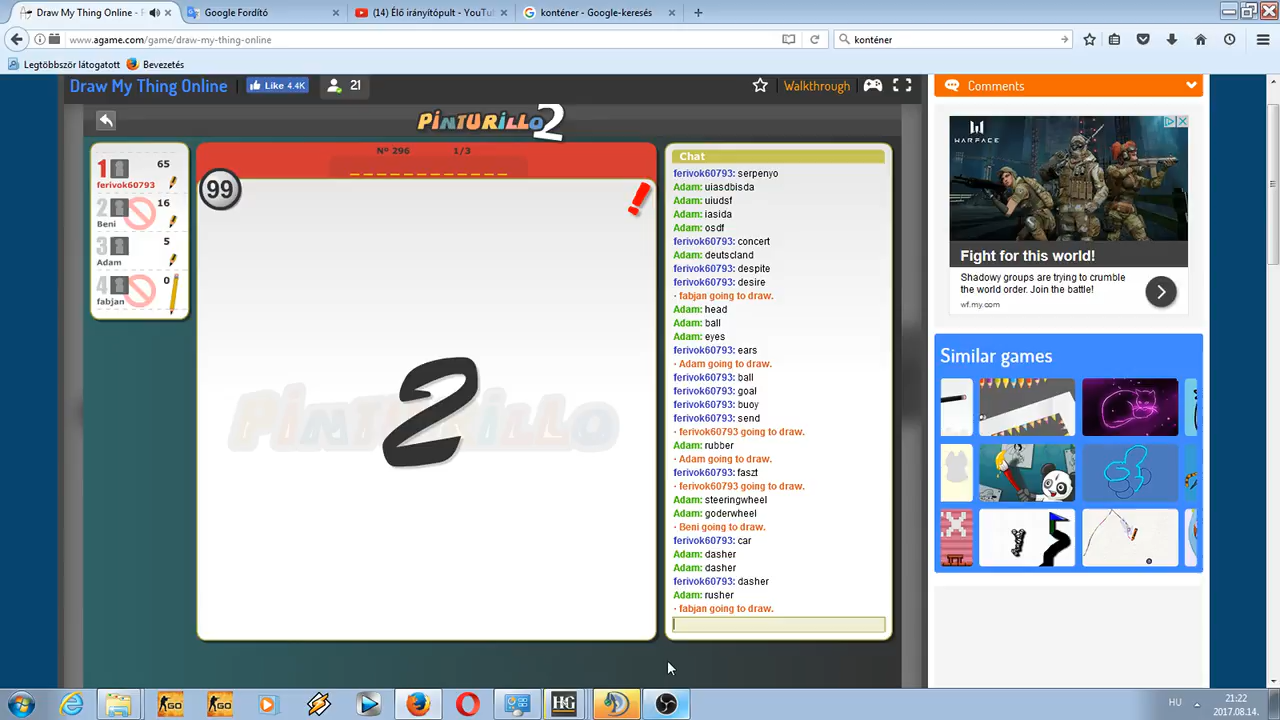 Draw My Thing Online -
Google Fordító
(14) Élő irányítópult - YouTu
konténer - Google-keresés
www.agame.com/game/draw-my-thing-online
konténer
Legtöbbször látogatott
Bevezetés
Draw My Thing Online
Like 4.4K
21
Walkthrough
Comments
PINTURILLO 2
Nº 296 1/3
99
1 65
ferivok60793
2 16
Beni
3 5
Adam
4 0
fabjan
PINTURILLO
2
Chat
ferivok60793: serpenyo
Adam: uiasdbisda
Adam: uiudsf
Adam: iasida
Adam: osdf
ferivok60793: concert
Adam: deutscland
ferivok60793: despite
ferivok60793: desire
· fabjan going to draw.
Adam: head
Adam: ball
Adam: eyes
ferivok60793: ears
· Adam going to draw.
ferivok60793: ball
ferivok60793: goal
ferivok60793: buoy
ferivok60793: send
· ferivok60793 going to draw.
Adam: rubber
· Adam going to draw.
ferivok60793: faszt
· ferivok60793 going to draw.
Adam: steeringwheel
Adam: goderwheel
· Beni going to draw.
ferivok60793: car
Adam: dasher
Adam: dasher
ferivok60793: dasher
Adam: rusher
· fabjan going to draw.
WARFACE
Fight for this world!
Shadowy groups are trying to crumble
the world order. Join the battle!
wf.my.com
Similar games
GO
GO
HG
HU
21:22
2017.08.14.